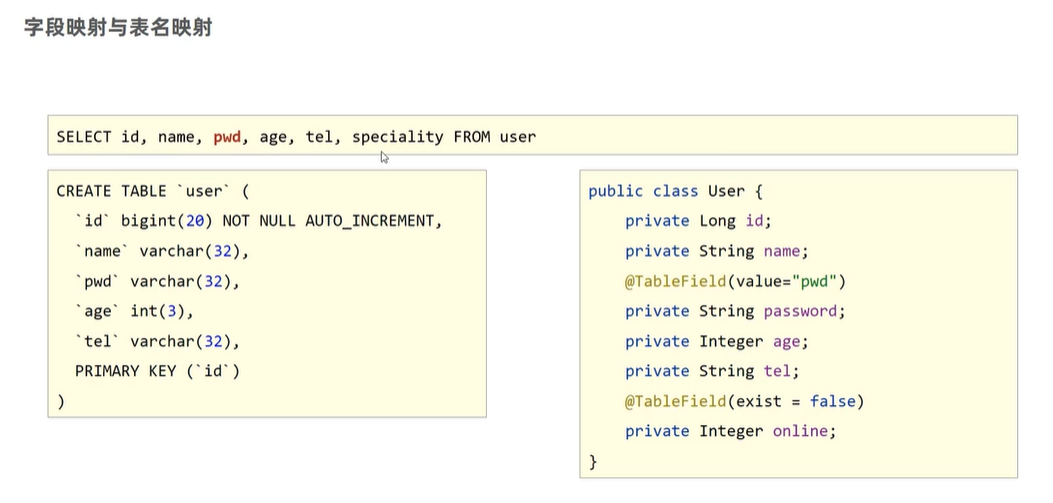 字段映射与表名映射
SELECT id, name, pwd, age, tel, speciality FROM user
CREATE TABLE `user` (
`id` bigint(20) NOT NULL AUTO_INCREMENT,
`name` varchar(32),
`pwd` varchar(32),
`age` int(3),
`tel` varchar(32),
PRIMARY KEY (`id`)
)
public class User {
private Long id;
private String name;
@TableField(value="pwd")
private String password;
private Integer age;
private String tel;
@TableField(exist = false)
private Integer online;
}